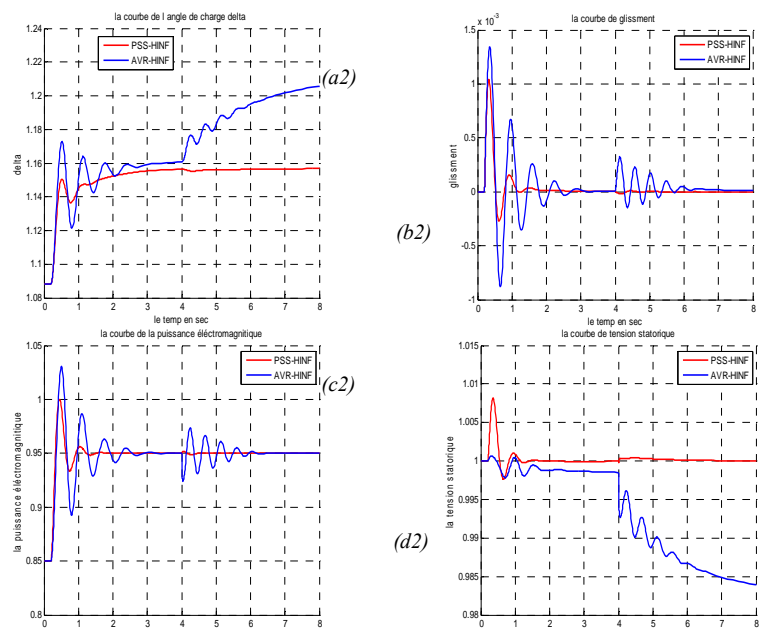 la courbe de l angle de charge delta
1.24
1.22
1.2
1.18
1.16
1.14
1.12
1.1
1.08
delta
PSS-HINF
AVR-HINF
0 1 2 3 4 5 6 7 8
le temp en sec
(a2)
la courbe de glissment
x 10^-3
1.5
1
0.5
0
-0.5
-1
glissment
PSS-HINF
AVR-HINF
0 1 2 3 4 5 6 7 8
le temp en sec
(b2)
la courbe de la puissance éléctromagnitique
1.05
1
0.95
0.9
0.85
0.8
la puissance éléctromagnitique
PSS-HINF
AVR-HINF
0 1 2 3 4 5 6 7 8
(c2)
la courbe de tension statorique
1.015
1.01
1.005
1
0.995
0.99
0.985
0.98
la tension statorique
PSS-HINF
AVR-HINF
0 1 2 3 4 5 6 7 8
(d2)